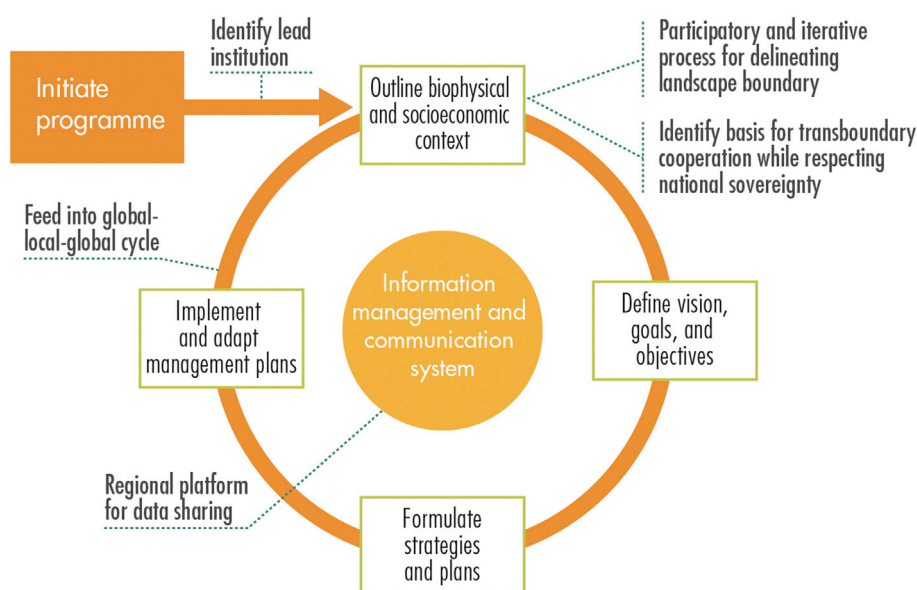 Identify lead
institution
Initiate
programme
Outline biophysical
and socioeconomic
context
Participatory and iterative
process for delineating
landscape boundary
Identify basis for transboundary
cooperation while respecting
national sovereignty
Feed into global-
local-global cycle
Implement
and adapt
management plans
Information
management and
communication
system
Define vision,
goals, and
objectives
Regional platform
for data sharing
Formulate
strategies
and plans